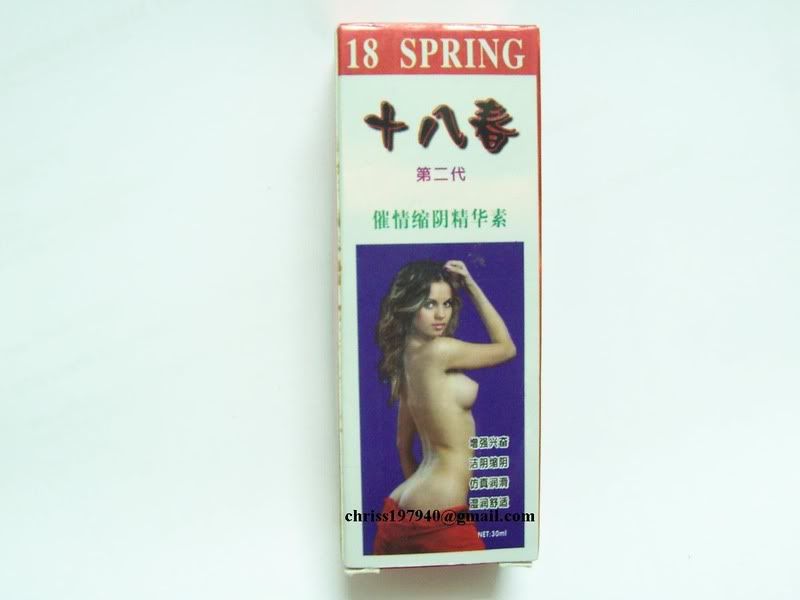 18 SPRING
十八春
第二代
催情缩阴精华素
增强兴奋
洁阴缩阴
仿真润滑
湿润舒适
chriss197940@gmail.com
NET:30ml